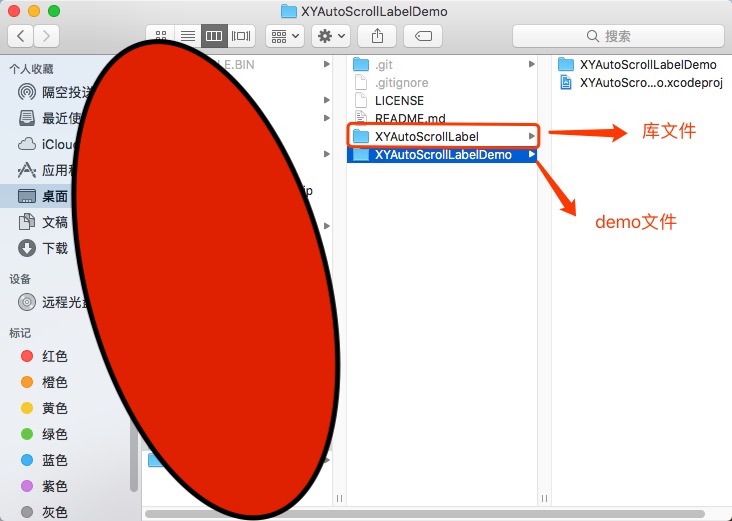 XYAutoScrollLabelDemo
搜索
个人收藏
隔空投送
最近使
iCloud
应用程
桌面
文稿
下载
设备
远程光盘
标记
红色
橙色
黄色
绿色
蓝色
紫色
灰色
LE.BIN
ip
.git
.gitignore
LICENSE
README.md
XYAutoScrollLabel
XYAutoScrollLabelDemo
XYAutoScrollLabelDemo
XYAutoScro...o.xcodeproj
库文件
demo文件